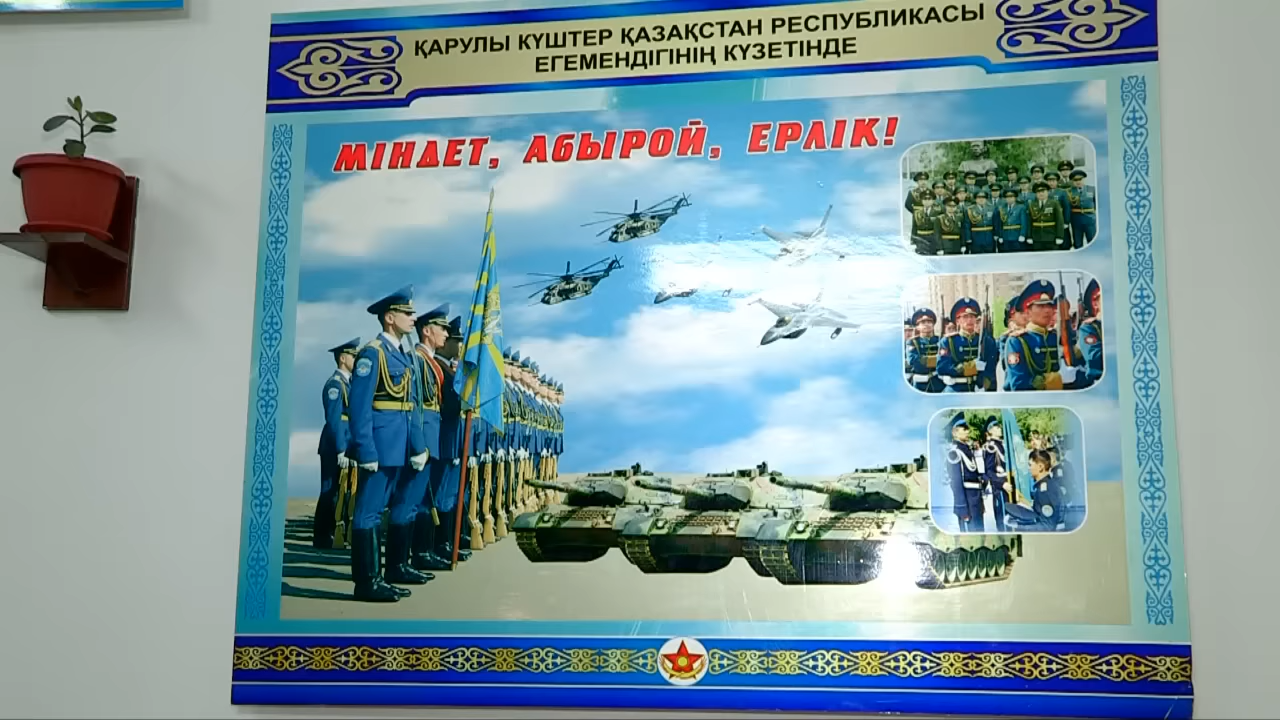 ҚАРУЛЫ КҮШТЕР ҚАЗАҚСТАН РЕСПУБЛИКАСЫ
ЕГЕМЕНДІГІНІҢ КҮЗЕТІНДЕ
МІНДЕТ, АБЫРОЙ, ЕРЛІК!